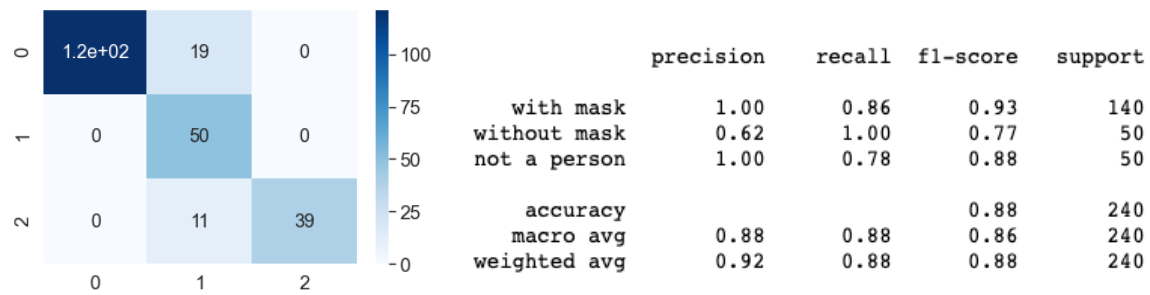 0 1.2e+02 19 0
1 0 50 0
2 0 11 39
0 1 2
100
75
50
25
0
precision recall f1-score support
with mask 1.00 0.86 0.93 140
without mask 0.62 1.00 0.77 50
not a person 1.00 0.78 0.88 50
accuracy 0.88 240
macro avg 0.88 0.88 0.86 240
weighted avg 0.92 0.88 0.88 240